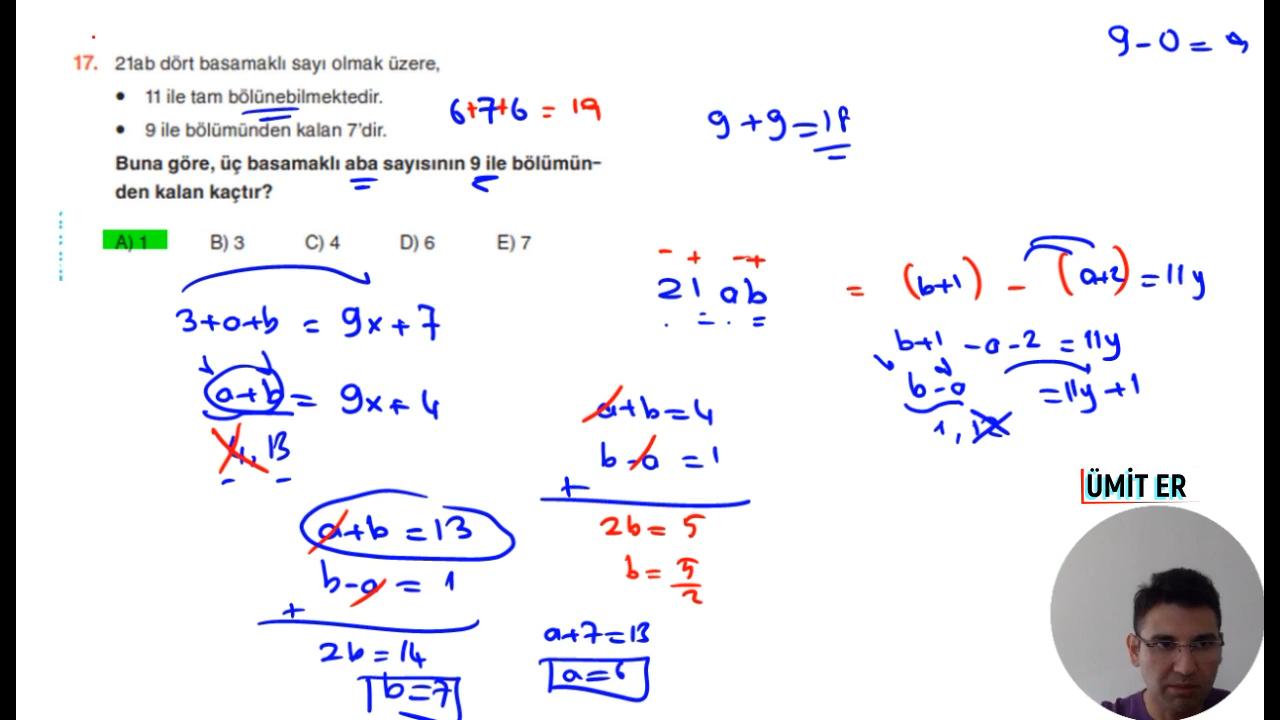 17. 21ab dört basamaklı sayı olmak üzere,
• 11 ile tam bölünebilmektedir.
• 9 ile bölümünden kalan 7'dir.
Buna göre, üç basamaklı aba sayısının 9 ile bölümün-
den kalan kaçtır?
A) 1 B) 3 C) 4 D) 6 E) 7
6+7+6 = 19
9+9=18
9-0=9
3+a+b = 9x+7
a+b = 9x+4
4, 13
a+b = 13
b-a = 1
+
2b = 14
b=7
a+b=4
b-a = 1
+
2b = 5
b = 5/2
a+7=13
a=6
- + - +
21ab = (b+1) - (a+2) = 11y
b+1 -a-2 = 11y
b-a = 11y+1
1, 12
ÜMİT ER